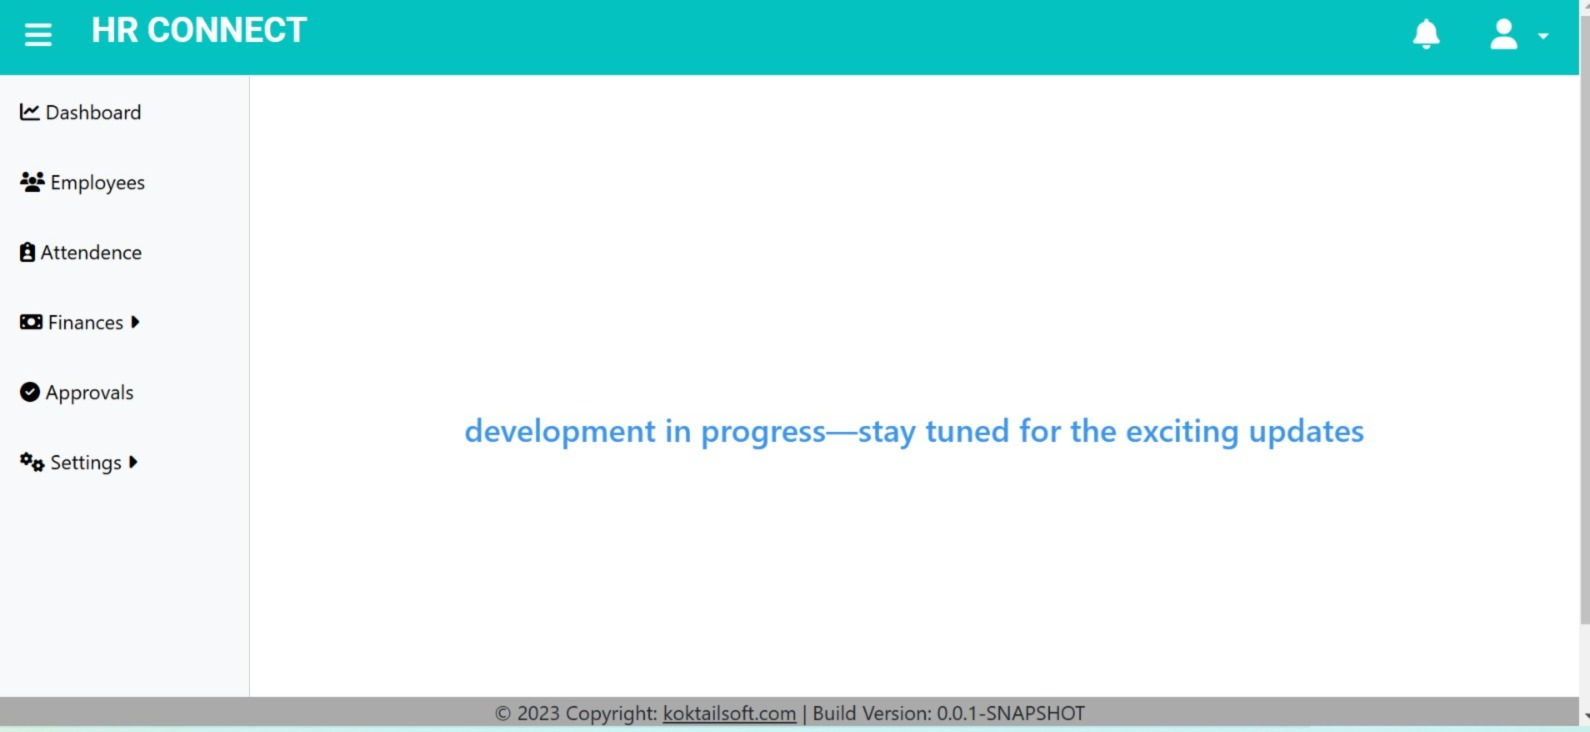 HR CONNECT
Dashboard
Employees
Attendence
Finances
Approvals
Settings
development in progress—stay tuned for the exciting updates
© 2023 Copyright: koktailsoft.com | Build Version: 0.0.1-SNAPSHOT